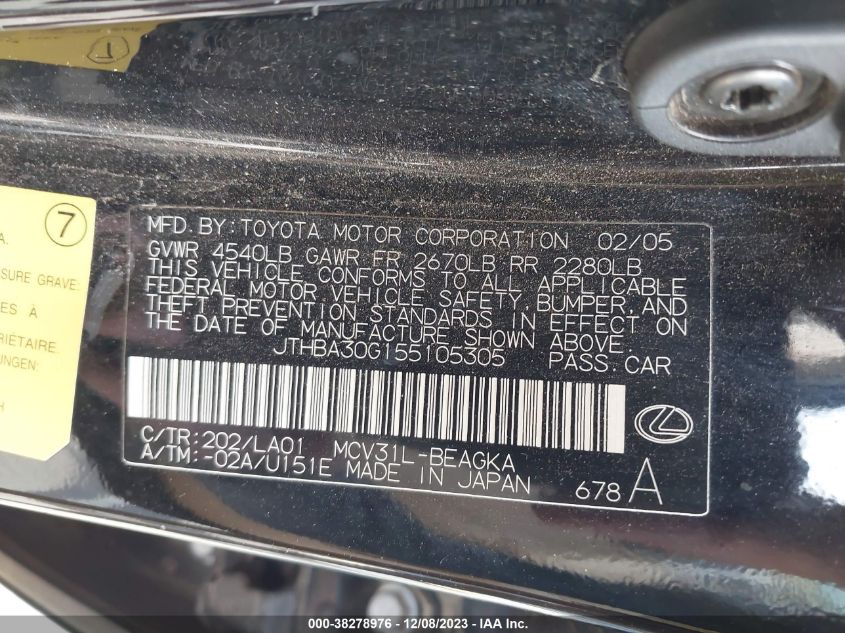 1
7
A.
SURE GRAVE:
ES À
RIÉTAIRE.
UNGEN:
H
MFD. BY: TOYOTA MOTOR CORPORATION 02/05
GVWR 4540LB GAWR FR 2670LB RR 2280LB
THIS VEHICLE CONFORMS TO ALL APPLICABLE
FEDERAL MOTOR VEHICLE SAFETY, BUMPER, AND
THEFT PREVENTION STANDARDS IN EFFECT ON
THE DATE OF MANUFACTURE SHOWN ABOVE.
JTHBA30G155105305 PASS. CAR
C/TR: 202/LA01 MCV31L-BEAGKA
A/TM: -02A/U151E MADE IN JAPAN
678 A
000-38278976 - 12/08/2023 - IAA Inc.